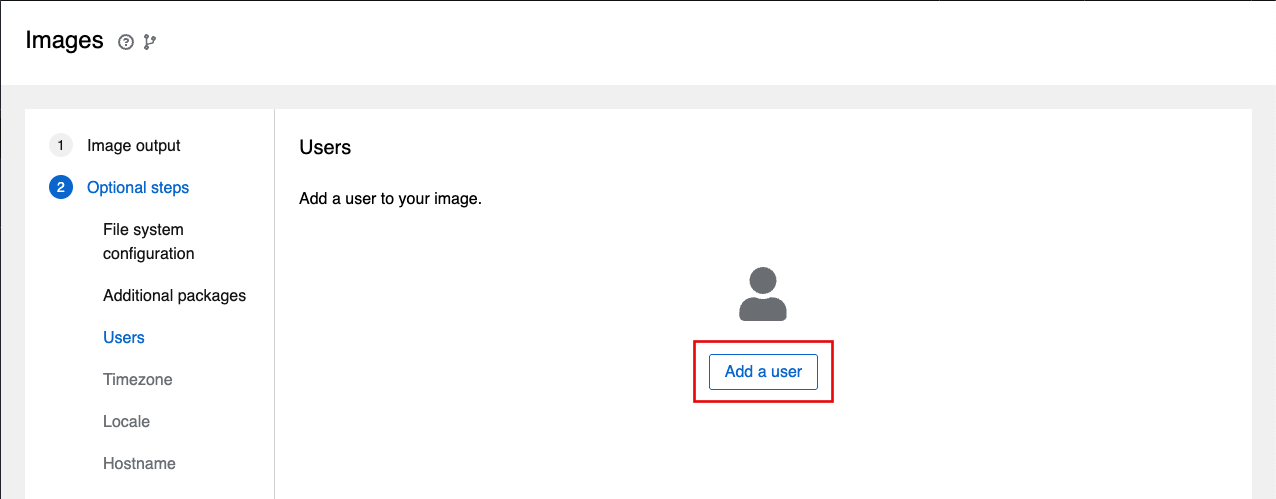 Images
1 Image output
2 Optional steps
File system
configuration
Additional packages
Users
Timezone
Locale
Hostname
Users
Add a user to your image.
Add a user